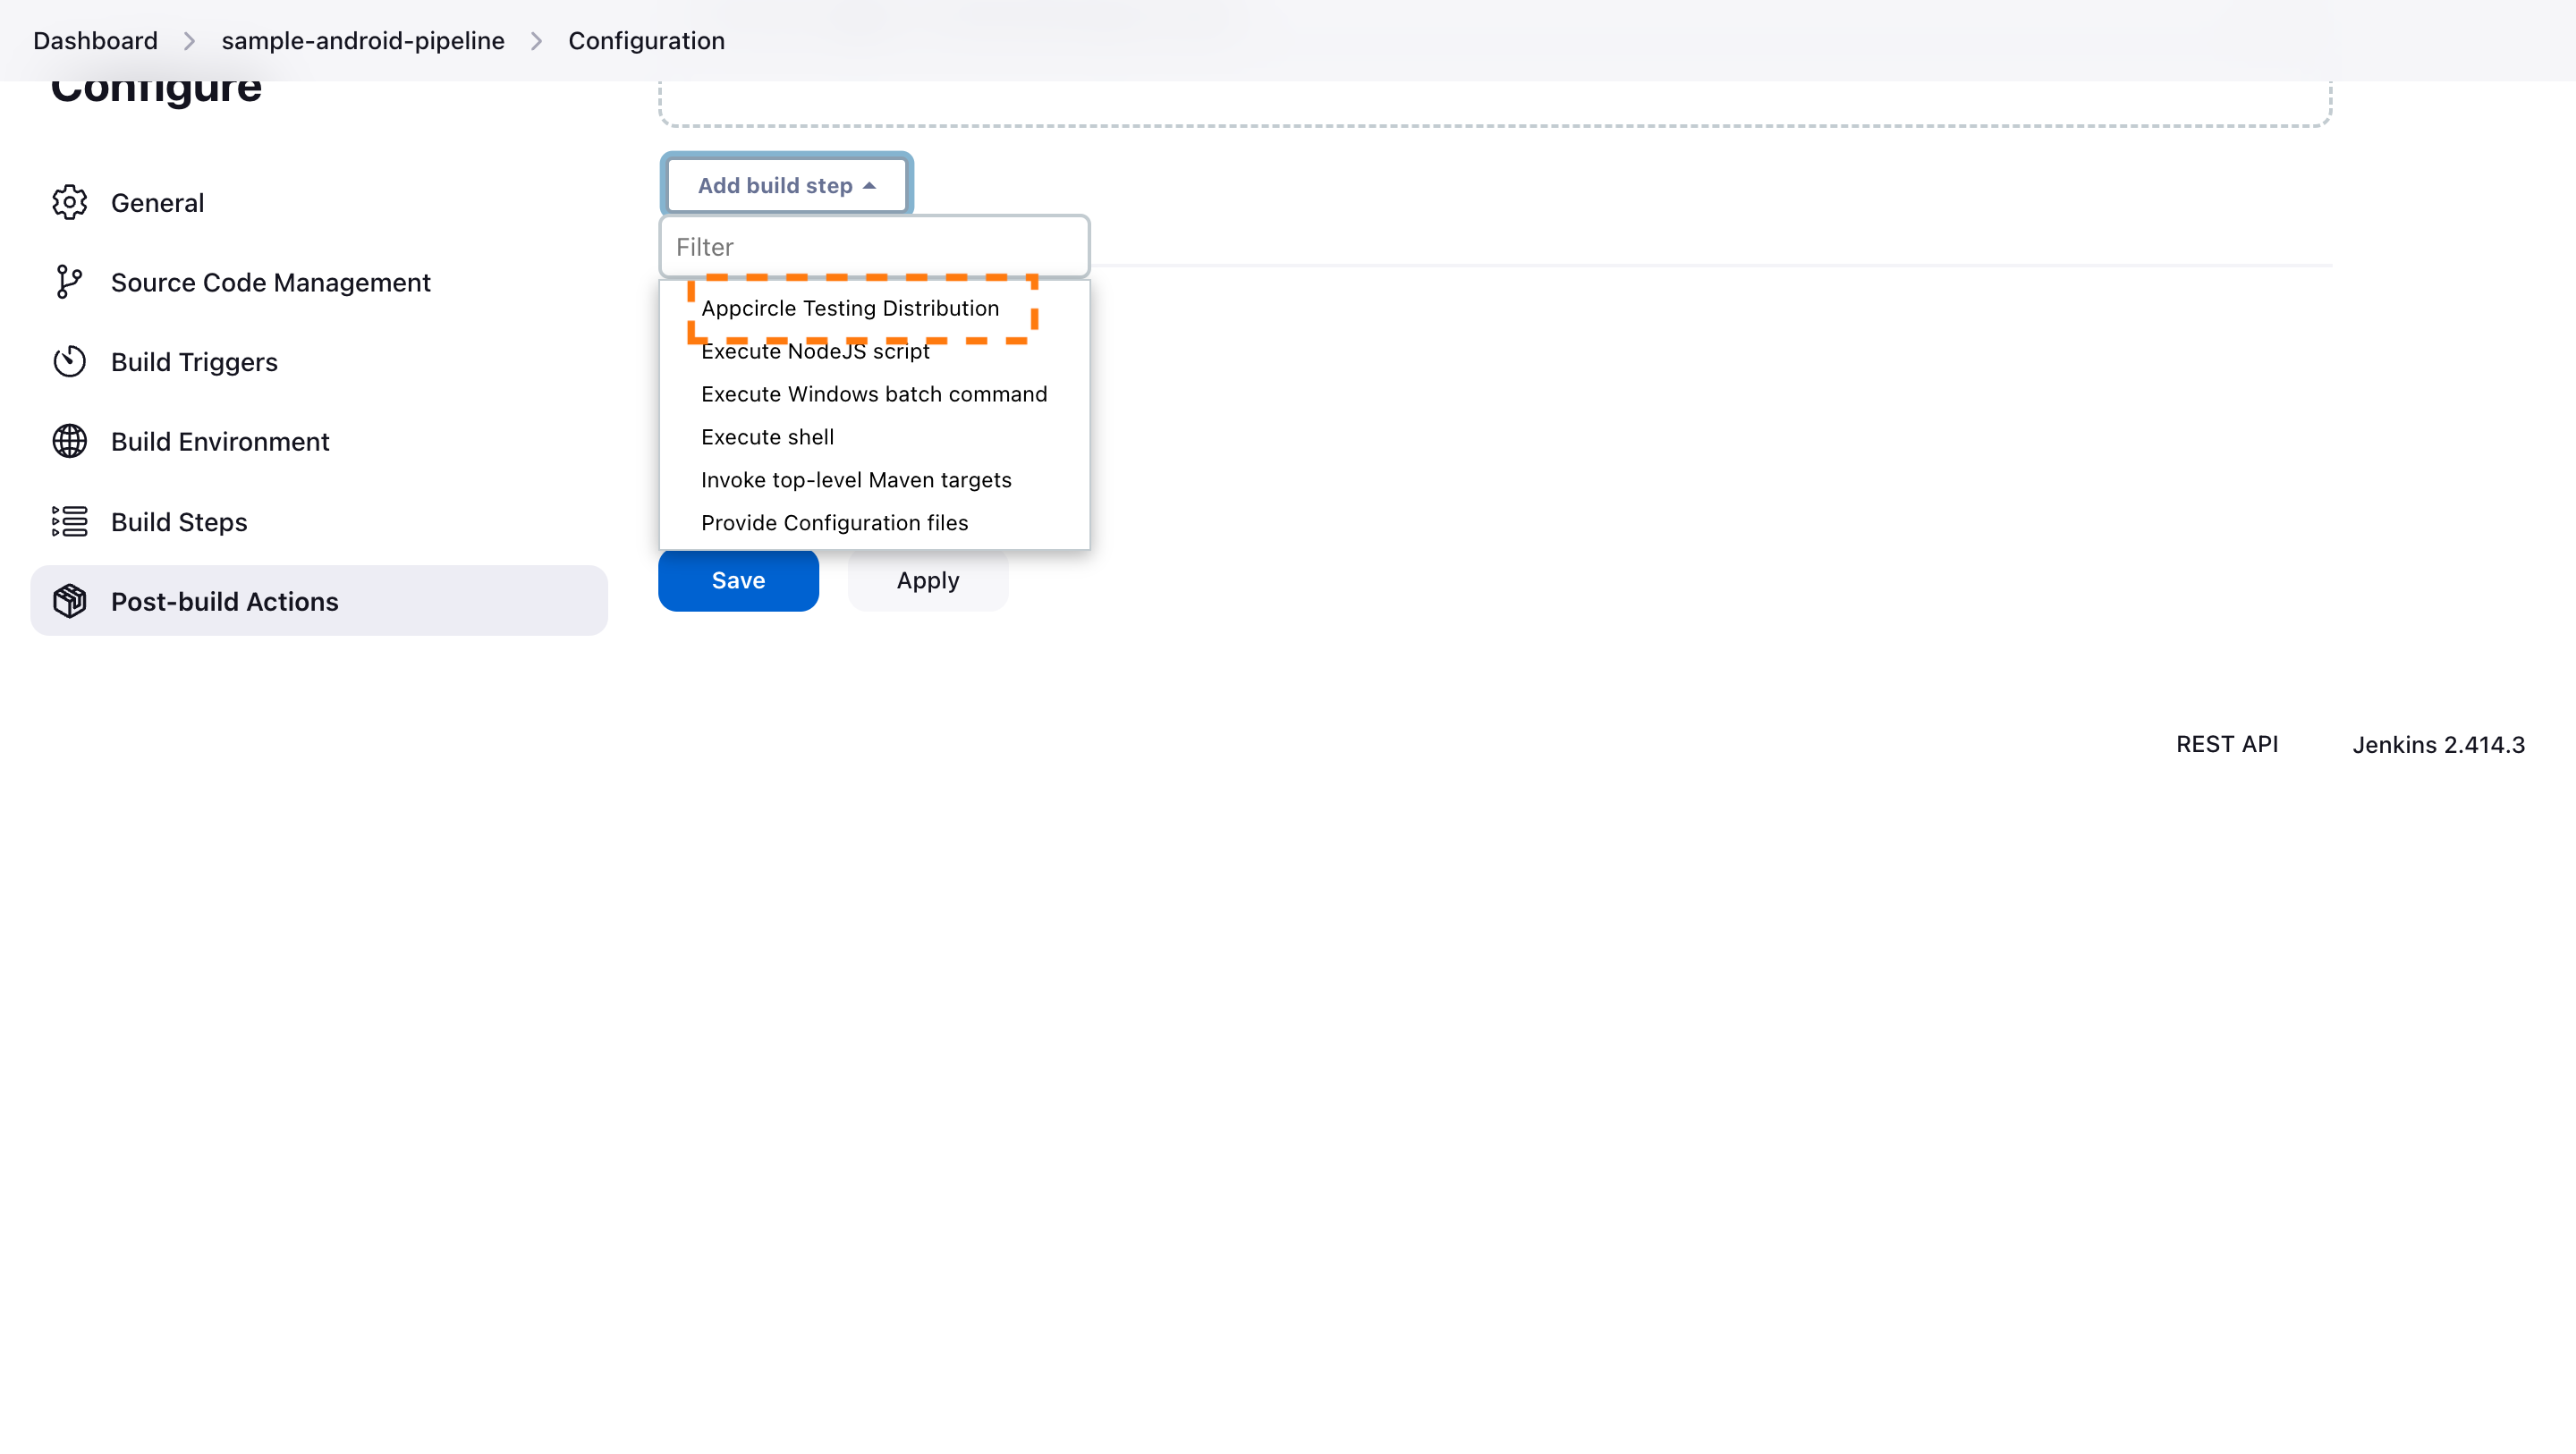 Dashboard > sample-android-pipeline > Configuration
Configure
General
Source Code Management
Build Triggers
Build Environment
Build Steps
Post-build Actions
Add build step
Filter
Appcircle Testing Distribution
Execute NodeJS script
Execute Windows batch command
Execute shell
Invoke top-level Maven targets
Provide Configuration files
Save Apply
REST API Jenkins 2.414.3